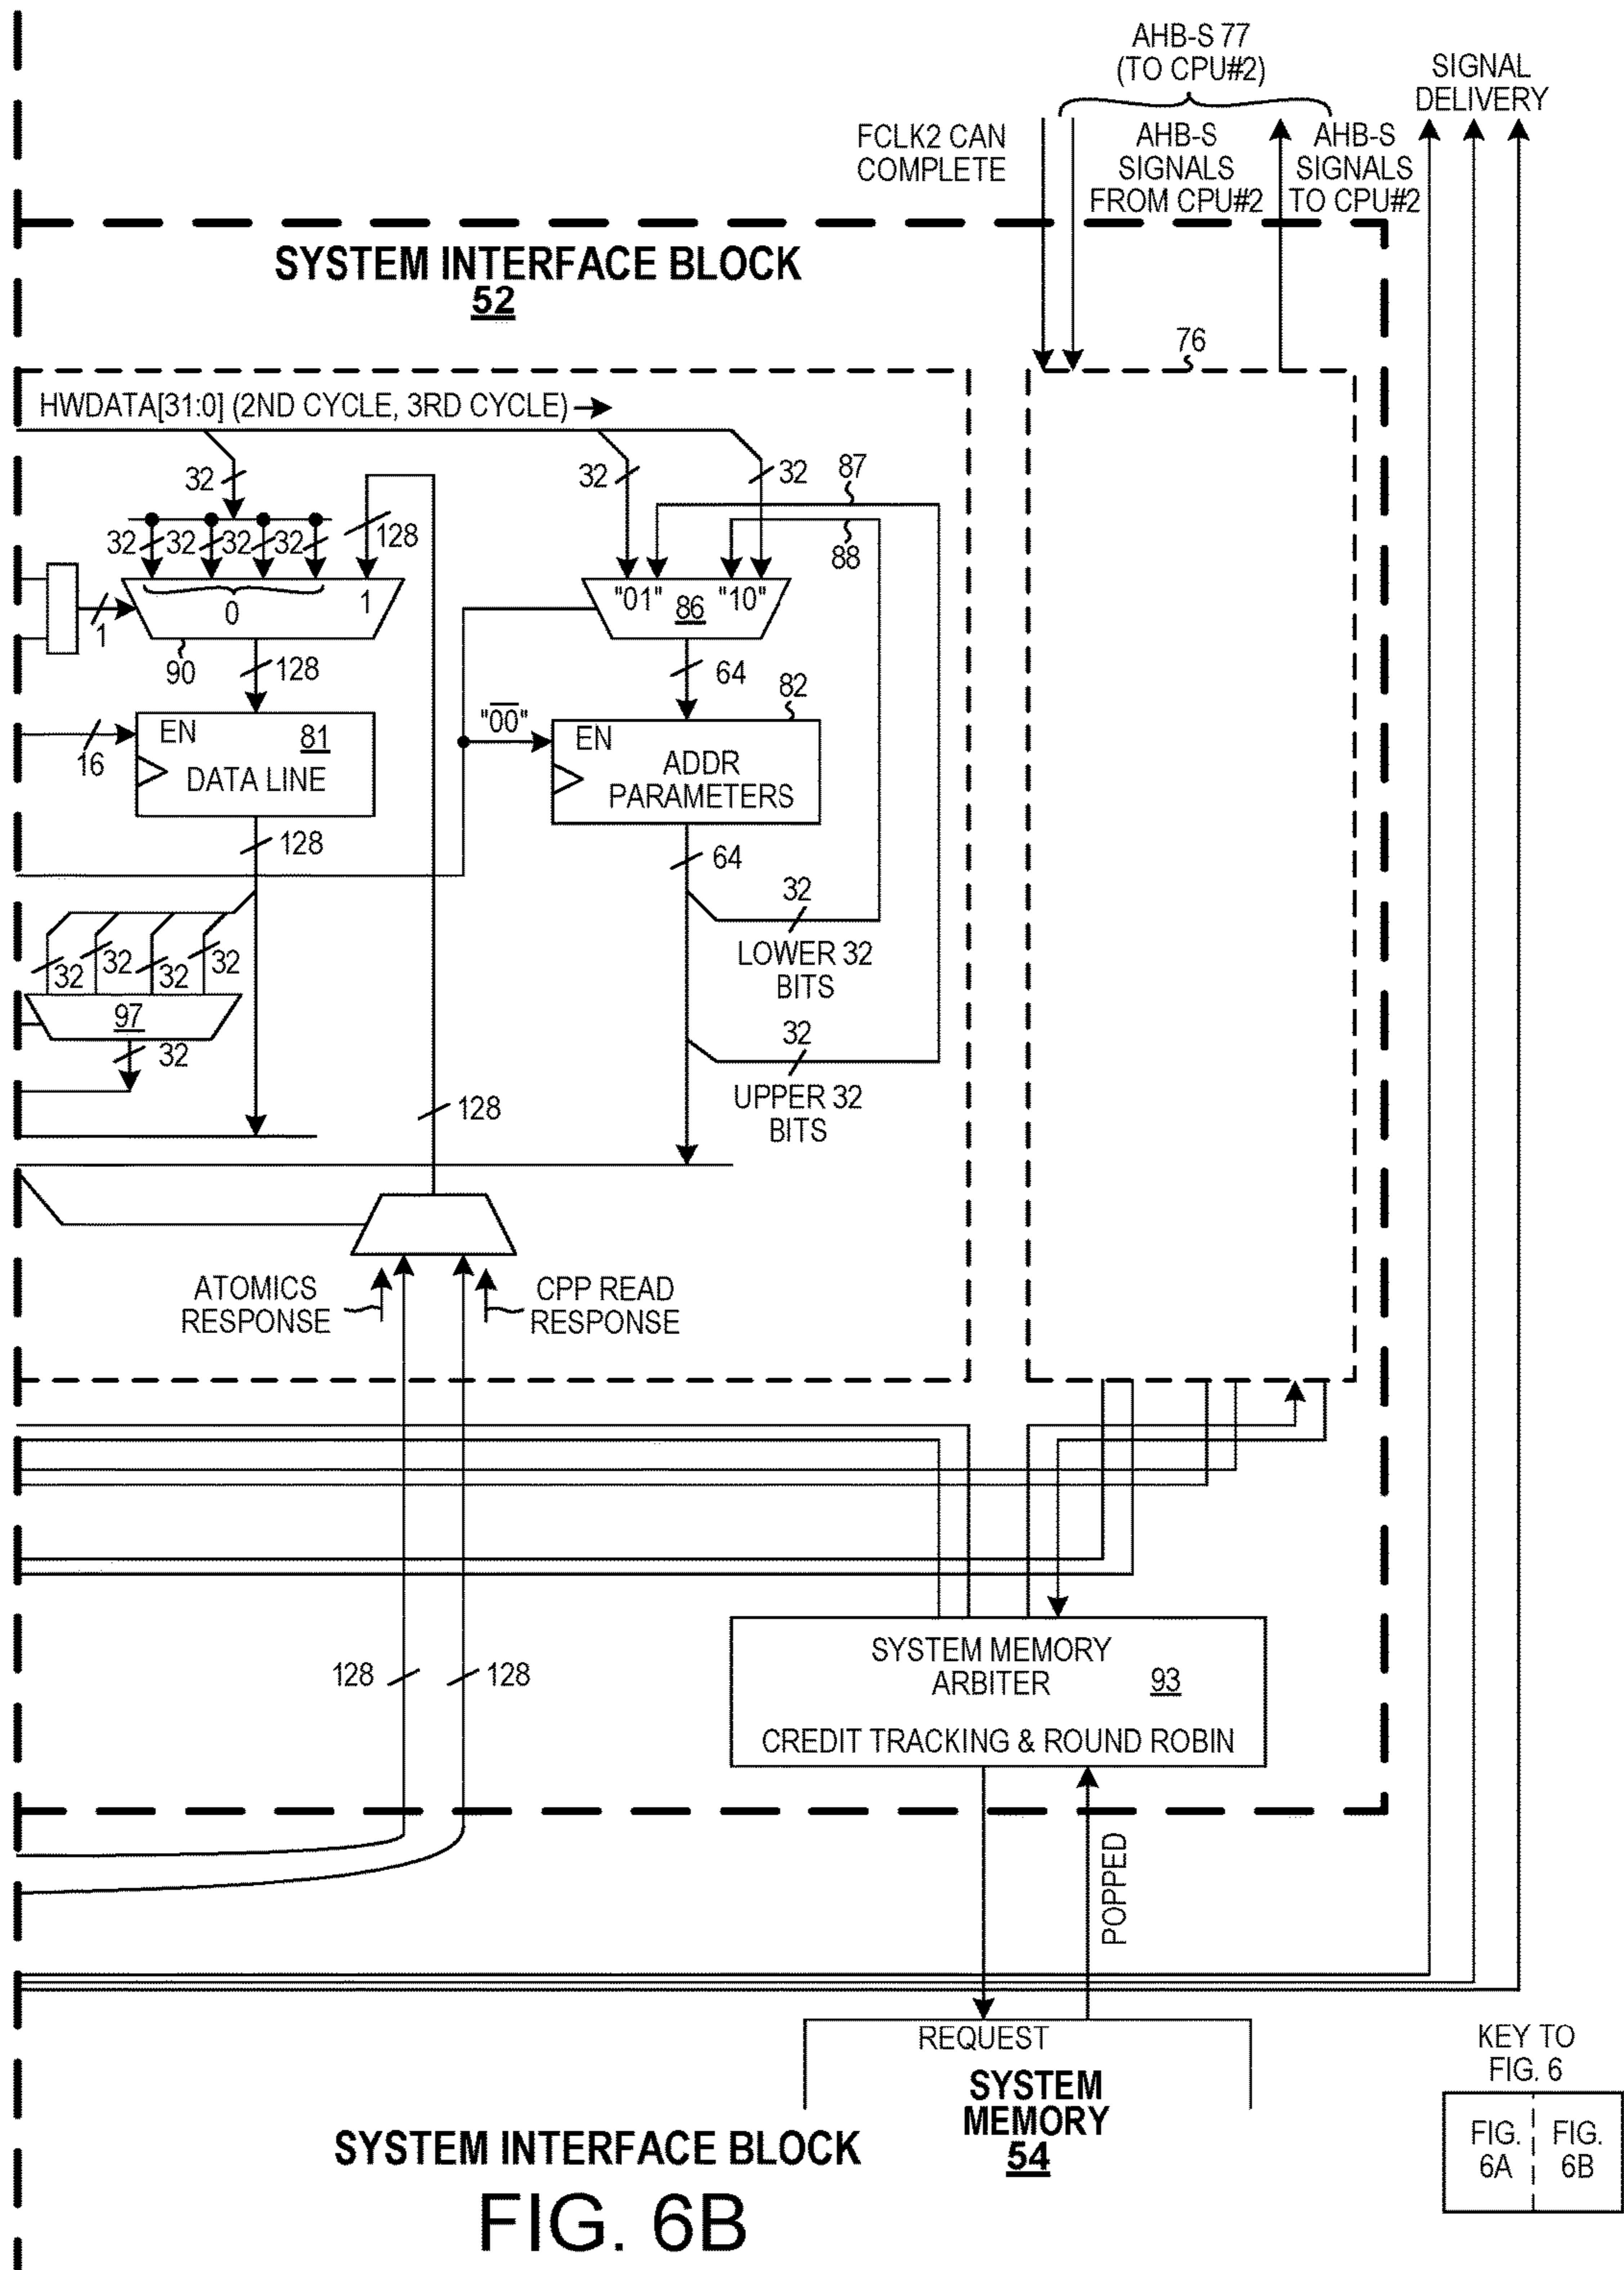 AHB-S 77
(TO CPU#2)
SIGNAL
DELIVERY
FCLK2 CAN
COMPLETE
AHB-S
SIGNALS
FROM CPU#2
AHB-S
SIGNALS
TO CPU#2
SYSTEM INTERFACE BLOCK
52
76
HWDATA[31:0] (2ND CYCLE, 3RD CYCLE)
32
32
32
87
88
32
32
32
32
128
1
0
1
90
"01"
86
"10"
128
64
82
"00"
16
EN
81
DATA LINE
EN
ADDR
PARAMETERS
128
64
32
LOWER 32
BITS
32
32
32
32
97
32
32
UPPER 32
BITS
128
ATOMICS
RESPONSE
CPP READ
RESPONSE
128
128
SYSTEM MEMORY
ARBITER
93
CREDIT TRACKING & ROUND ROBIN
POPPED
REQUEST
SYSTEM
MEMORY
54
KEY TO
FIG. 6
FIG.
6A
FIG.
6B
SYSTEM INTERFACE BLOCK
FIG. 6B